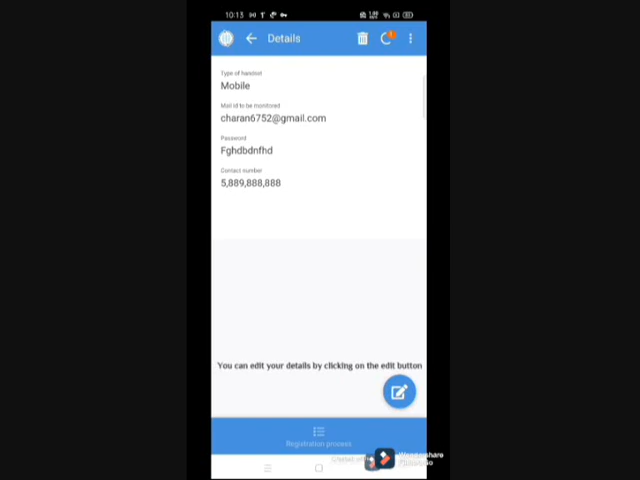 10:13
Details
Type of handset
Mobile
Mail id to be monitored
charan6752@gmail.com
Password
Fghdbdnfhd
Contact number
5,889,888,888
You can edit your details by clicking on the edit button
Registration process
Wondershare